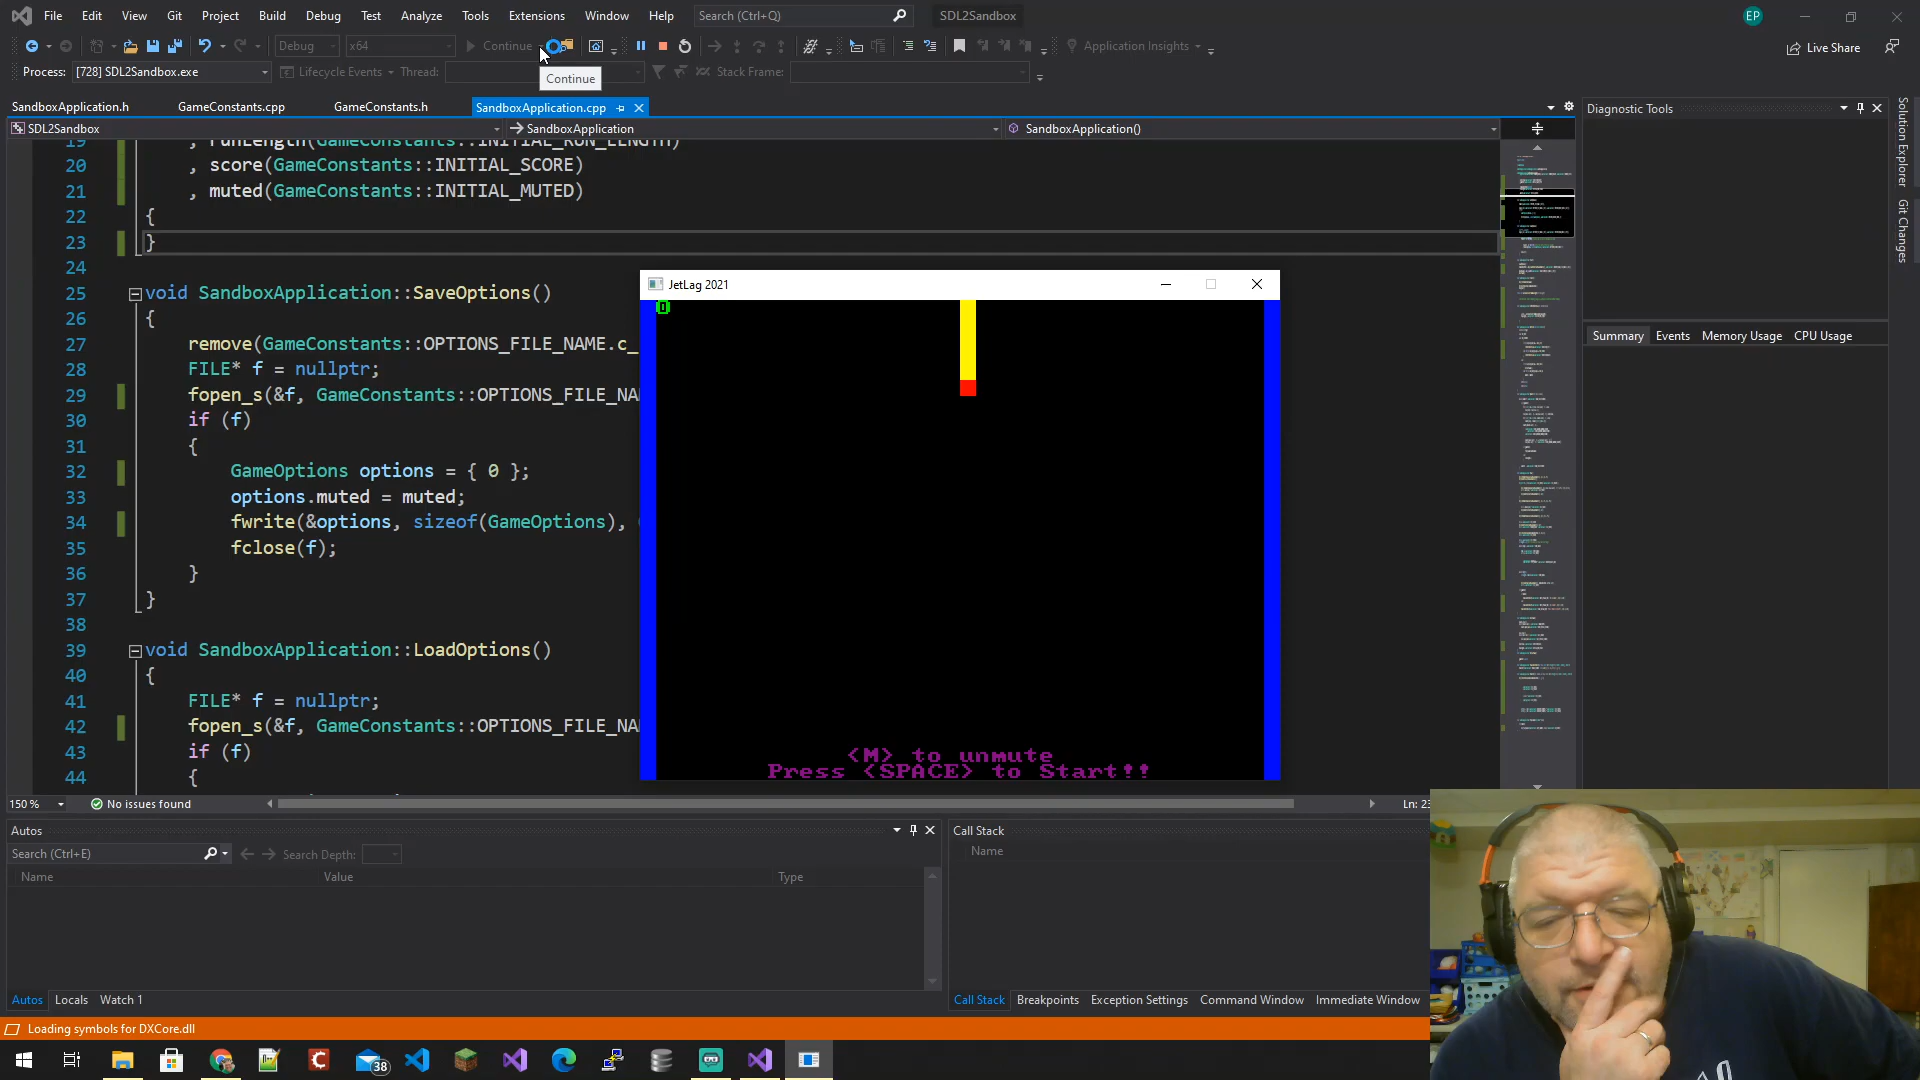 File Edit View Git Project Build Debug Test Analyze Tools Extensions Window Help Search (Ctrl+Q) SDL2Sandbox EP
Debug x64 Continue Application Insights Live Share
Continue
Process: [728] SDL2Sandbox.exe Lifecycle Events Thread: Stack Frame:
SandboxApplication.h GameConstants.cpp GameConstants.h SandboxApplication.cpp
SDL2Sandbox SandboxApplication SandboxApplication()
19 , runLength(GameConstants::INITIAL_RUN_LENGTH)
20 , score(GameConstants::INITIAL_SCORE)
21 , muted(GameConstants::INITIAL_MUTED)
22 {
23 }
24
25 void SandboxApplication::SaveOptions()
26 {
27 remove(GameConstants::OPTIONS_FILE_NAME.c_
28 FILE* f = nullptr;
29 fopen_s(&f, GameConstants::OPTIONS_FILE_NA
30 if (f)
31 {
32 GameOptions options = { 0 };
33 options.muted = muted;
34 fwrite(&options, sizeof(GameOptions),
35 fclose(f);
36 }
37 }
38
39 void SandboxApplication::LoadOptions()
40 {
41 FILE* f = nullptr;
42 fopen_s(&f, GameConstants::OPTIONS_FILE_NA
43 if (f)
44 {
JetLag 2021
0
<M> to unmute
Press <SPACE> to Start!!
150 % No issues found Ln: 23
Diagnostic Tools
Summary Events Memory Usage CPU Usage
Solution Explorer
Git Changes
Autos
Search (Ctrl+E) Search Depth:
Name Value Type
Autos Locals Watch 1
Call Stack
Name
Call Stack Breakpoints Exception Settings Command Window Immediate Window
Loading symbols for DXCore.dll
38